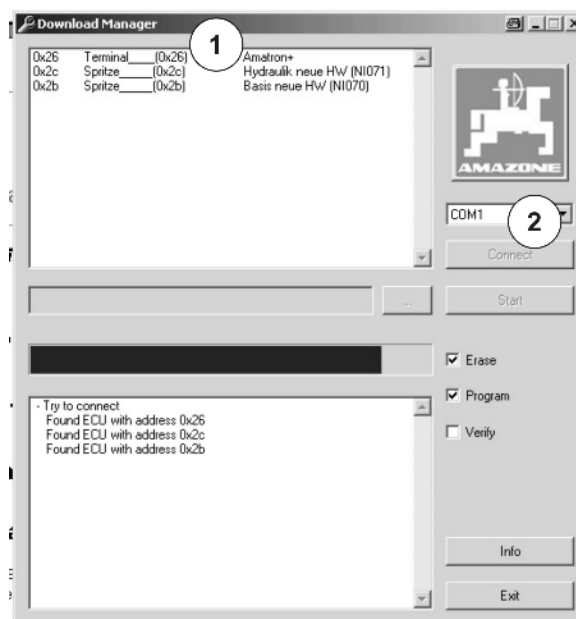 Download Manager
1
0x26 Terminal____(0x26) Amatron+
0x2c Spritze_____(0x2c) Hydraulik neue HW (NI071)
0x2b Spritze_____(0x2b) Basis neue HW (NI070)
AMAZONE
COM1
2
Connect
...
Start
Erase
Program
Verify
- Try to connect
Found ECU with address 0x26
Found ECU with address 0x2c
Found ECU with address 0x2b
Info
Exit